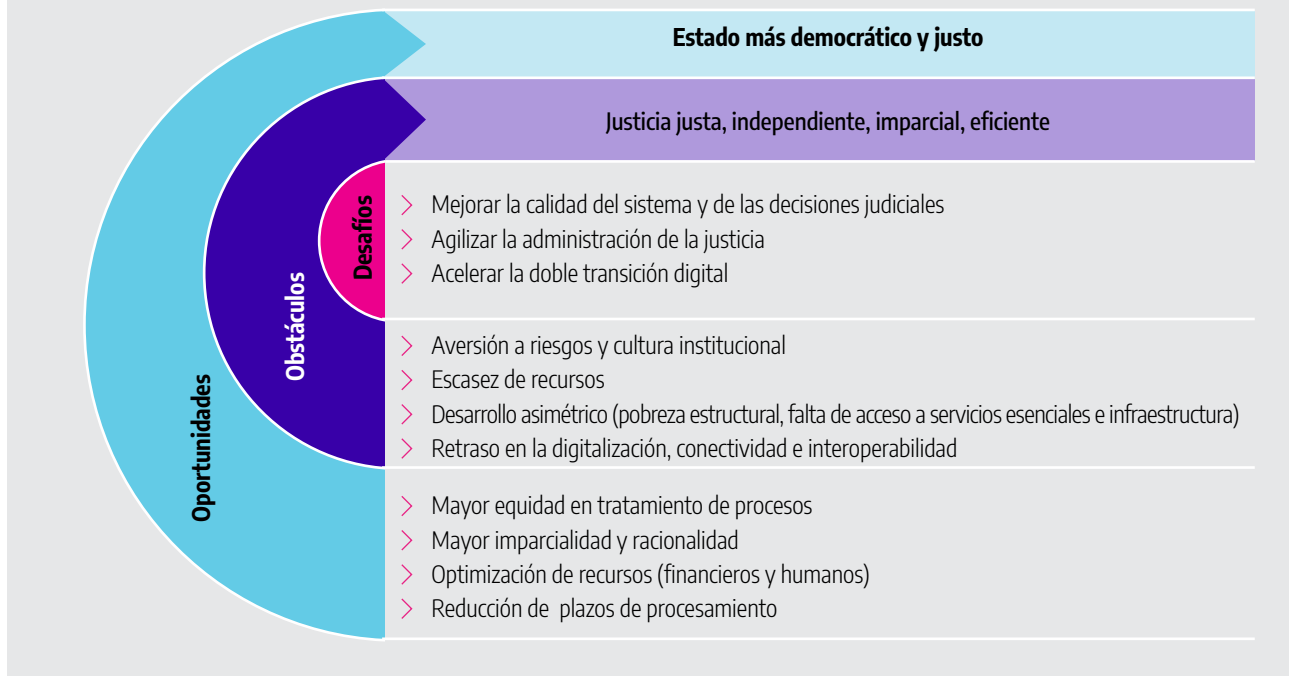 Estado más democrático y justo
Justicia justa, independiente, imparcial, eficiente
Desafíos
Mejorar la calidad del sistema y de las decisiones judiciales
Agilizar la administración de la justicia
Acelerar la doble transición digital
Obstáculos
Aversión a riesgos y cultura institucional
Escasez de recursos
Desarrollo asimétrico (pobreza estructural, falta de acceso a servicios esenciales e infraestructura)
Retraso en la digitalización, conectividad e interoperabilidad
Oportunidades
Mayor equidad en tratamiento de procesos
Mayor imparcialidad y racionalidad
Optimización de recursos (financieros y humanos)
Reducción de plazos de procesamiento